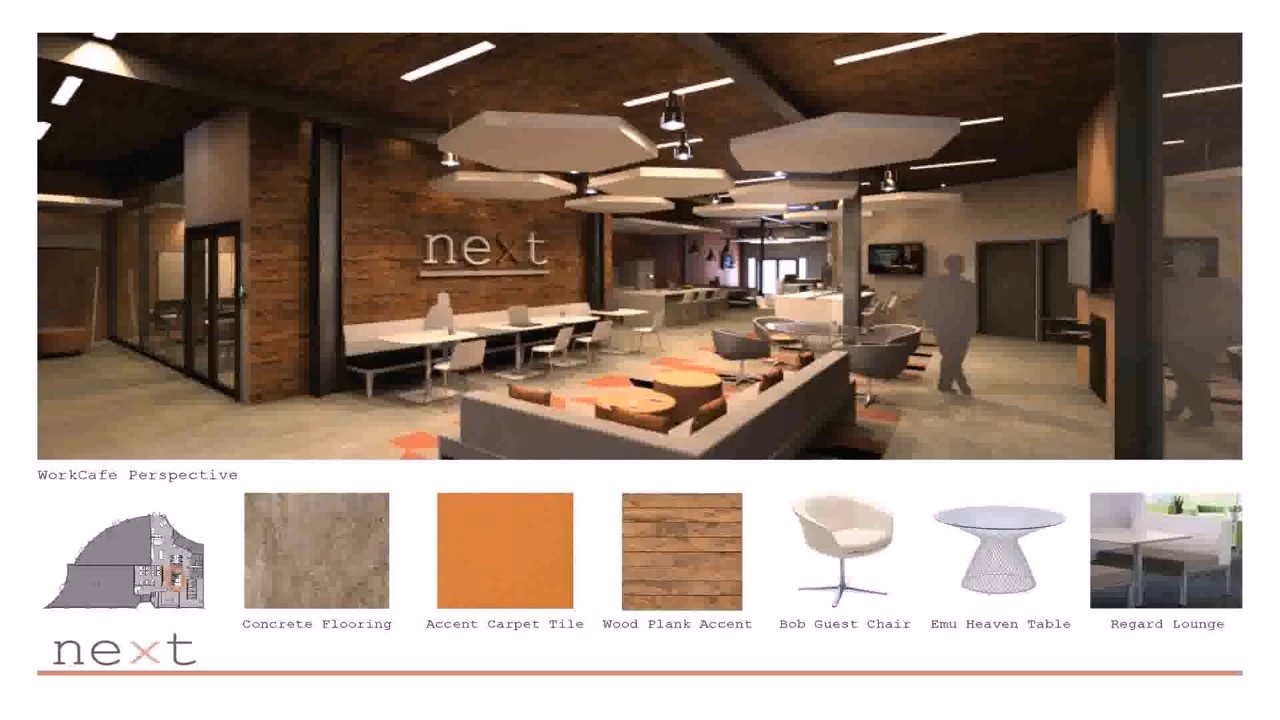 next
WorkCafe Perspective
Concrete Flooring
Accent Carpet Tile
Wood Plank Accent
Bob Guest Chair
Emu Heaven Table
Regard Lounge
next